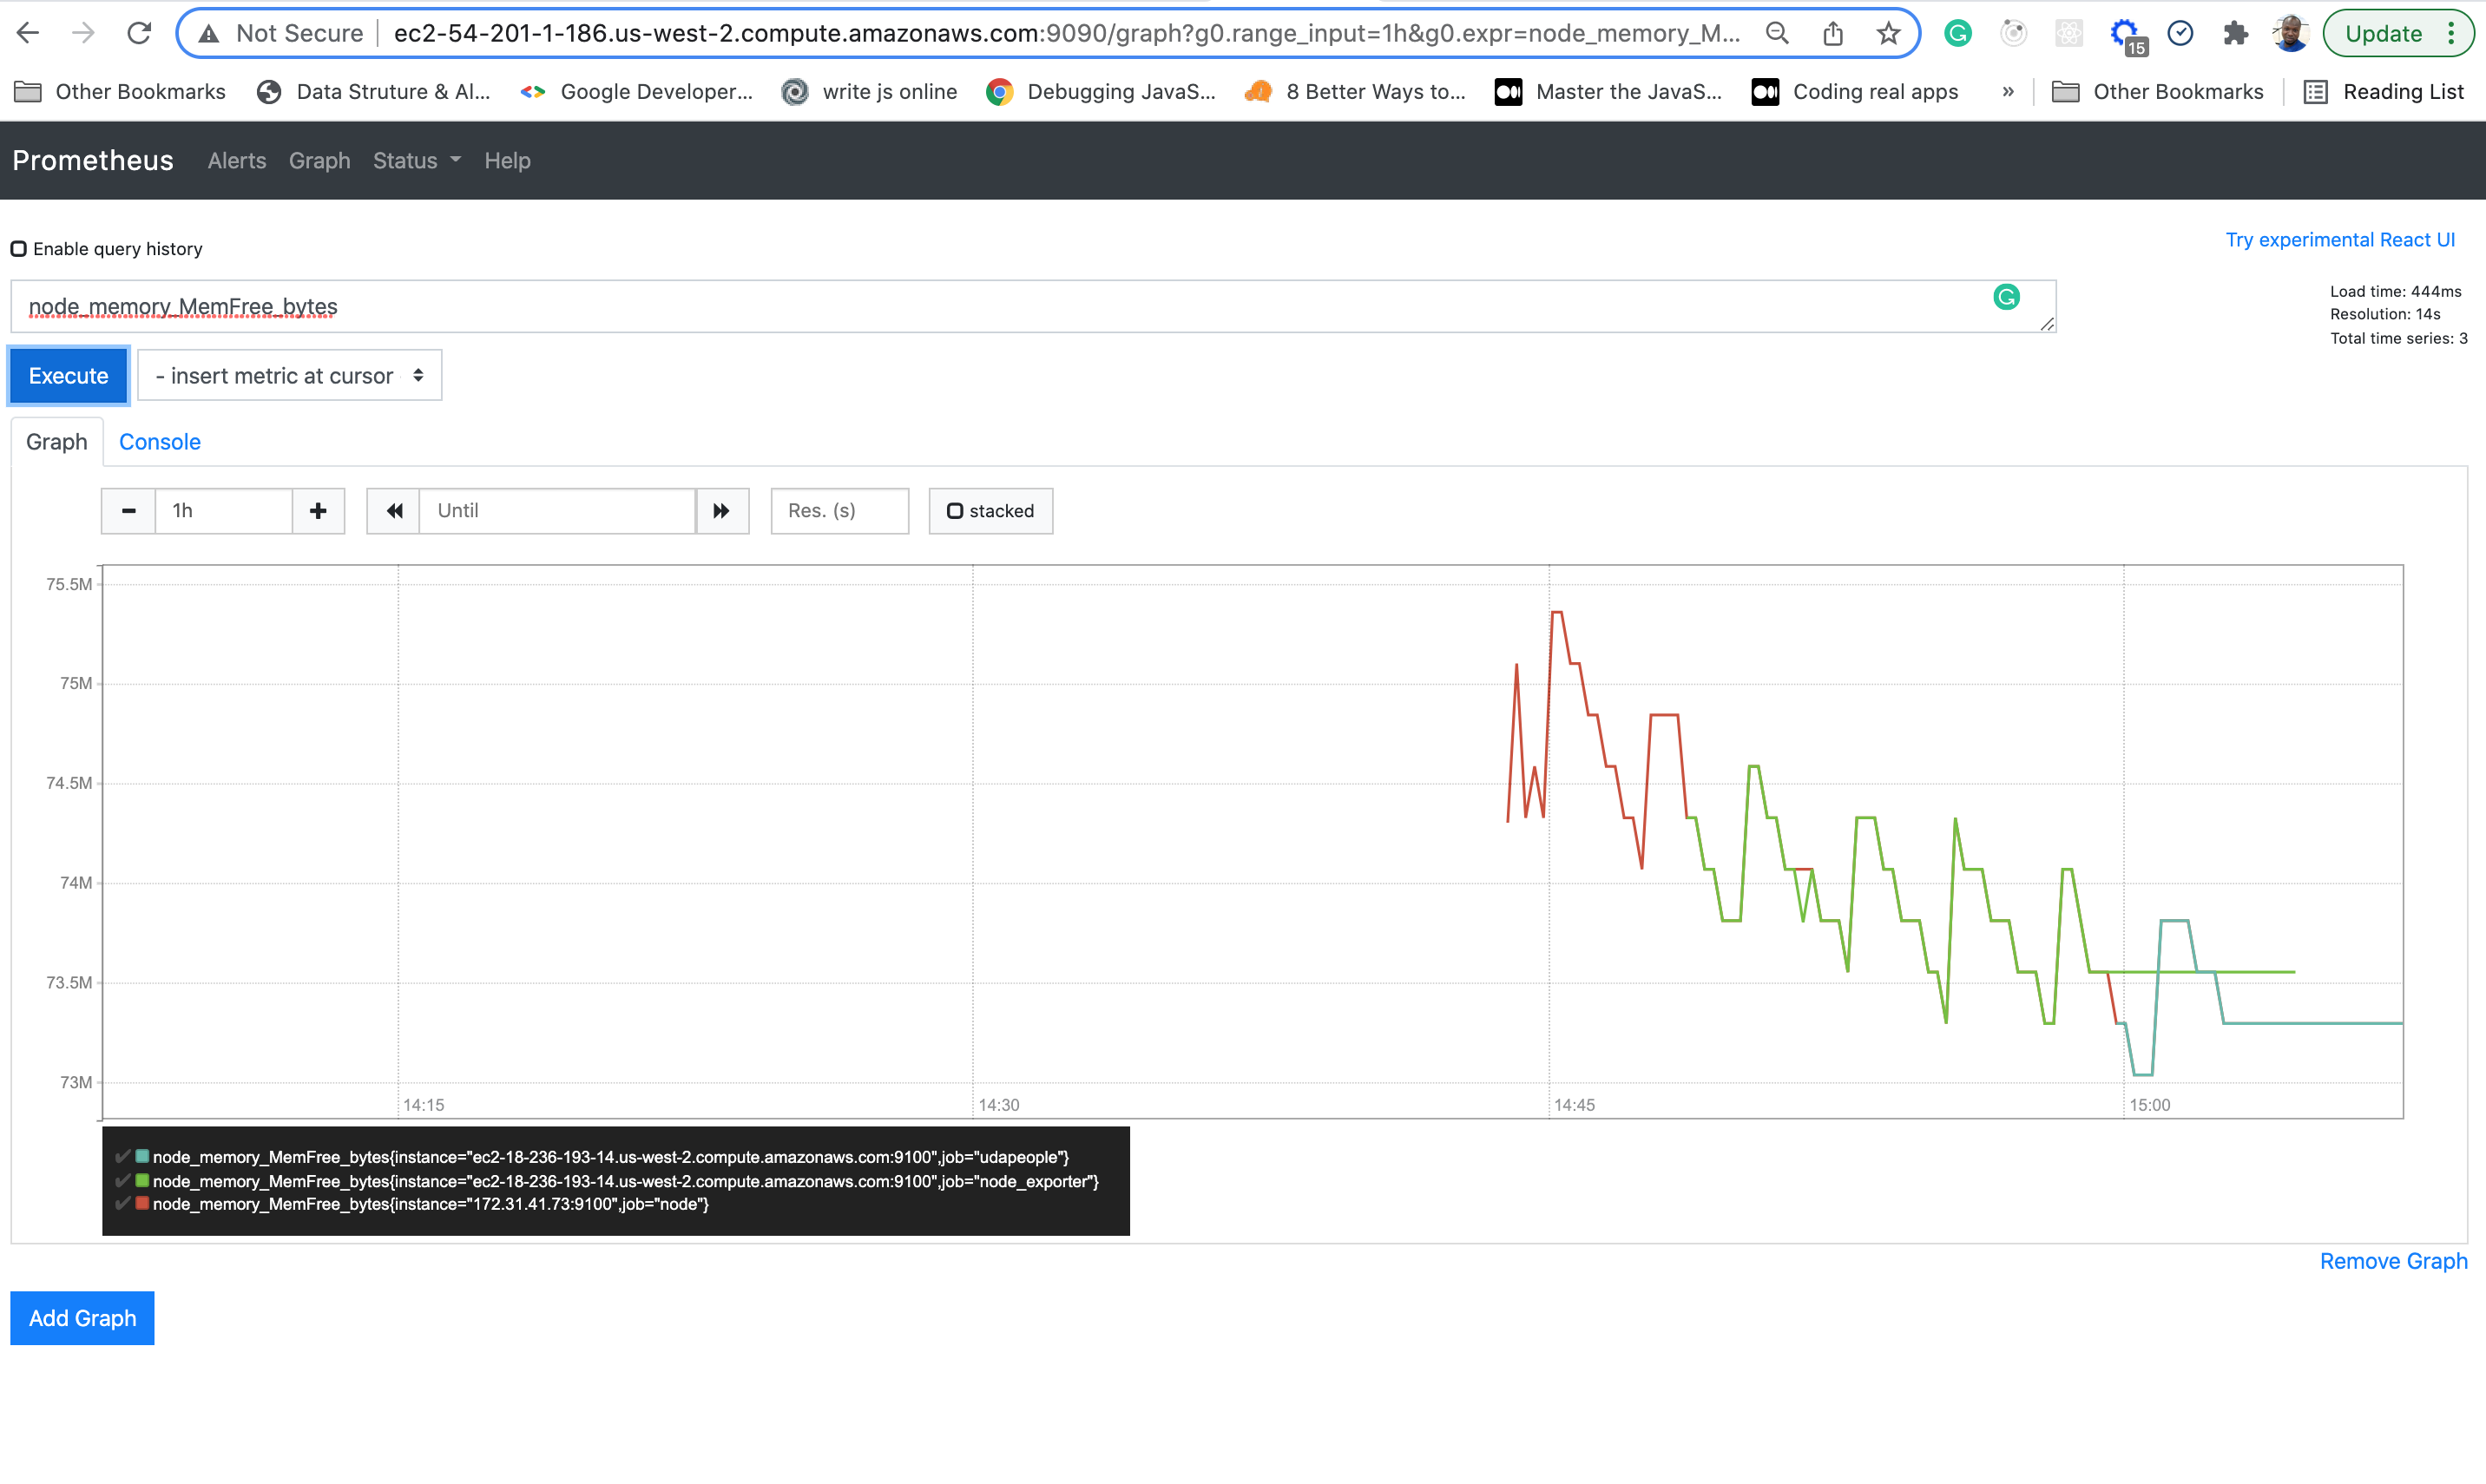 Not Secure ec2-54-201-1-186.us-west-2.compute.amazonaws.com:9090/graph?g0.range_input=1h&g0.expr=node_memory_M... 15 Update
Other Bookmarks Data Struture & Al... Google Developer... write js online Debugging JavaS... 8 Better Ways to... Master the JavaS... Coding real apps » Other Bookmarks Reading List
Prometheus Alerts Graph Status Help
Try experimental React UI
Enable query history
node_memory_MemFree_bytes
Load time: 444ms
Resolution: 14s
Total time series: 3
Execute - insert metric at cursor
Graph Console
1h Until Res. (s) stacked
75.5M
75M
74.5M
74M
73.5M
73M
14:15 14:30 14:45 15:00
node_memory_MemFree_bytes{instance="ec2-18-236-193-14.us-west-2.compute.amazonaws.com:9100",job="udapeople"}
node_memory_MemFree_bytes{instance="ec2-18-236-193-14.us-west-2.compute.amazonaws.com:9100",job="node_exporter"}
node_memory_MemFree_bytes{instance="172.31.41.73:9100",job="node"}
Remove Graph
Add Graph